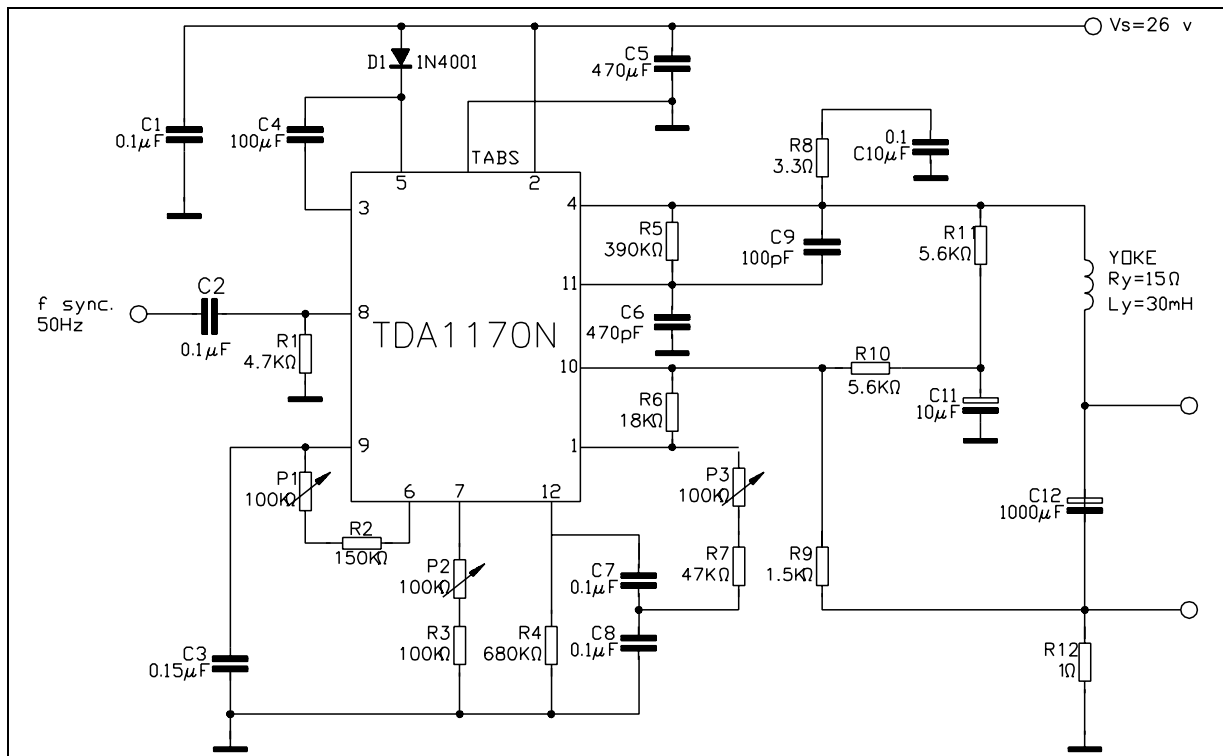 Vs=26 v
D1 1N4001
C5
470µF
C1
0.1µF
C4
100µF
TABS
5
2
3
4
R8
3.3Ω
0.1
C10µF
R5
390KΩ
C9
100pF
R11
5.6KΩ
YOKE
Ry=15Ω
Ly=30mH
11
f sync.
50Hz
C2
0.1µF
8
R1
4.7KΩ
TDA1170N
C6
470pF
10
R10
5.6KΩ
R6
18KΩ
C11
10µF
9
1
P1
100KΩ
6
7
12
P3
100KΩ
C12
1000µF
R2
150KΩ
P2
100KΩ
C7
0.1µF
R7
47KΩ
R9
1.5KΩ
C3
0.15µF
R3
100KΩ
R4
680KΩ
C8
0.1µF
R12
1Ω